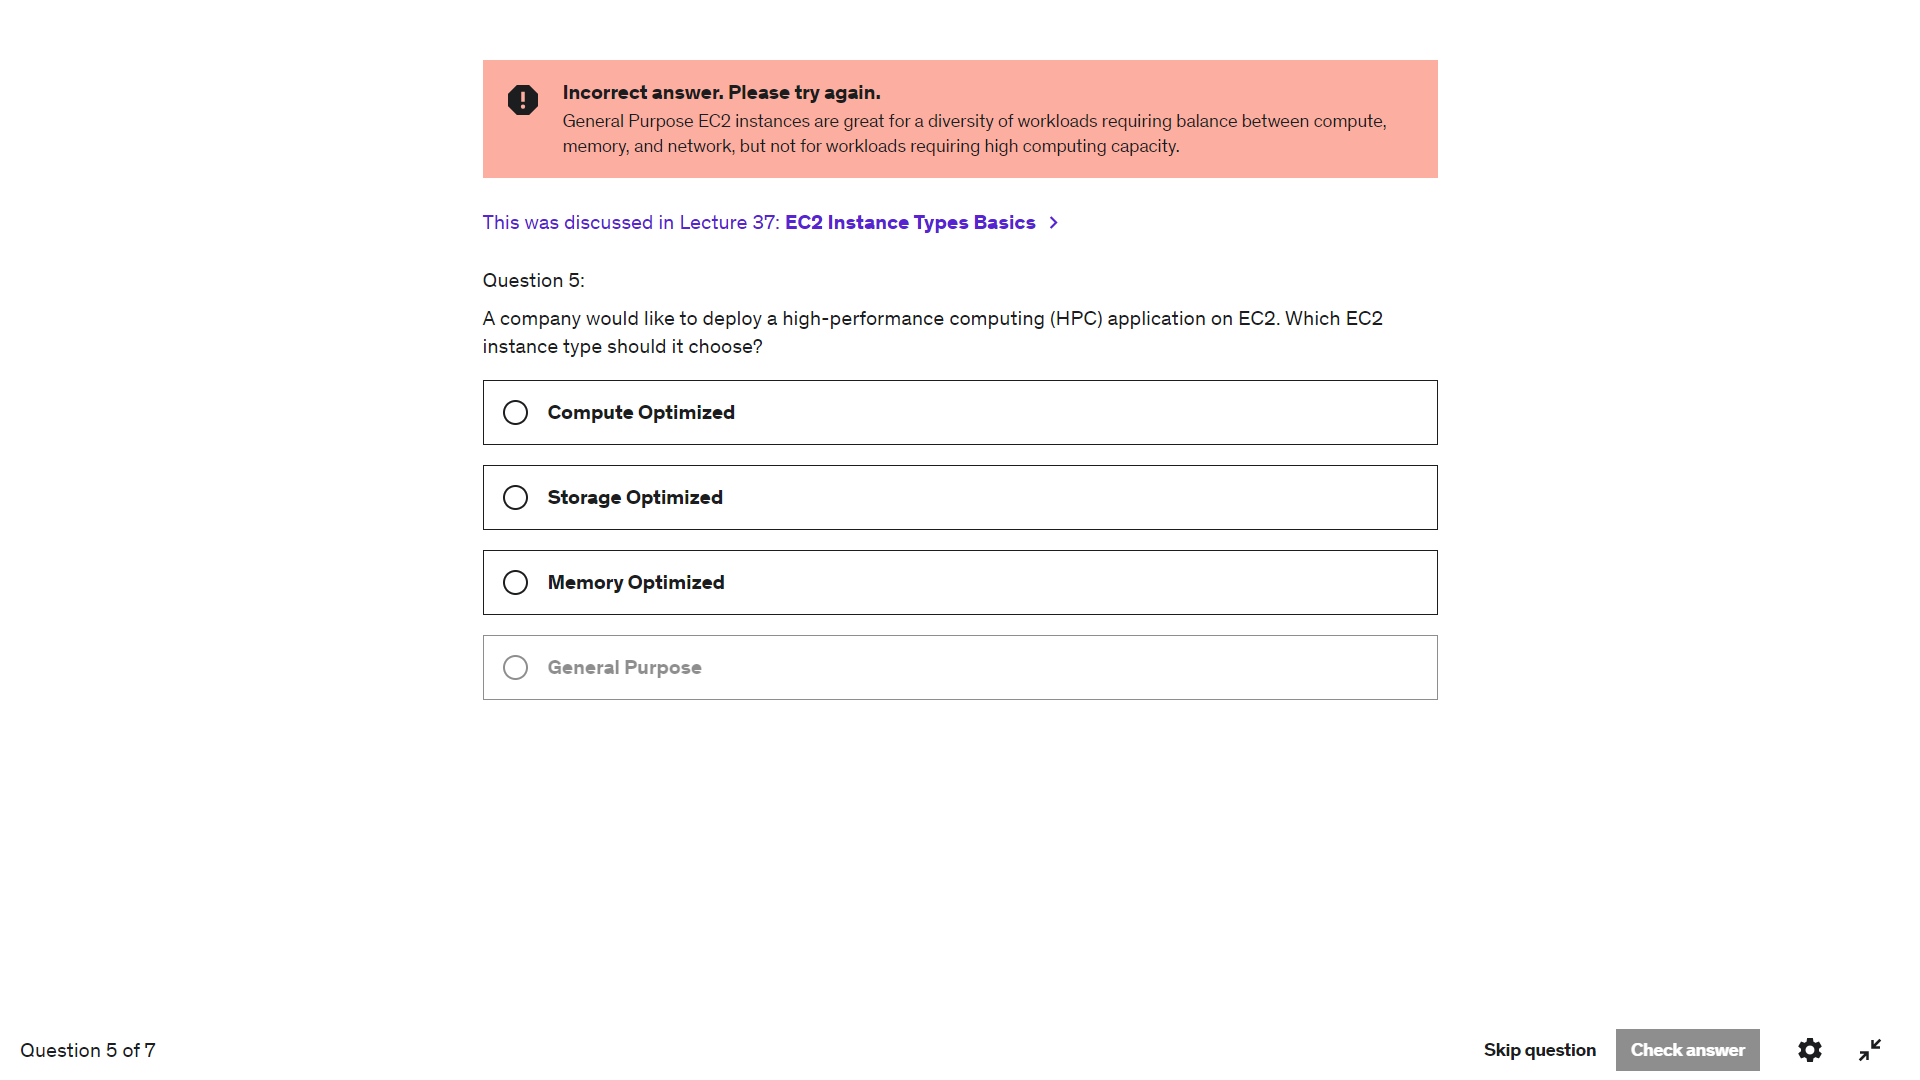 Incorrect answer. Please try again.
General Purpose EC2 instances are great for a diversity of workloads requiring balance between compute,
memory, and network, but not for workloads requiring high computing capacity.
This was discussed in Lecture 37: EC2 Instance Types Basics
Question 5:
A company would like to deploy a high-performance computing (HPC) application on EC2. Which EC2
instance type should it choose?
Compute Optimized
Storage Optimized
Memory Optimized
General Purpose
Question 5 of 7
Skip question
Check answer